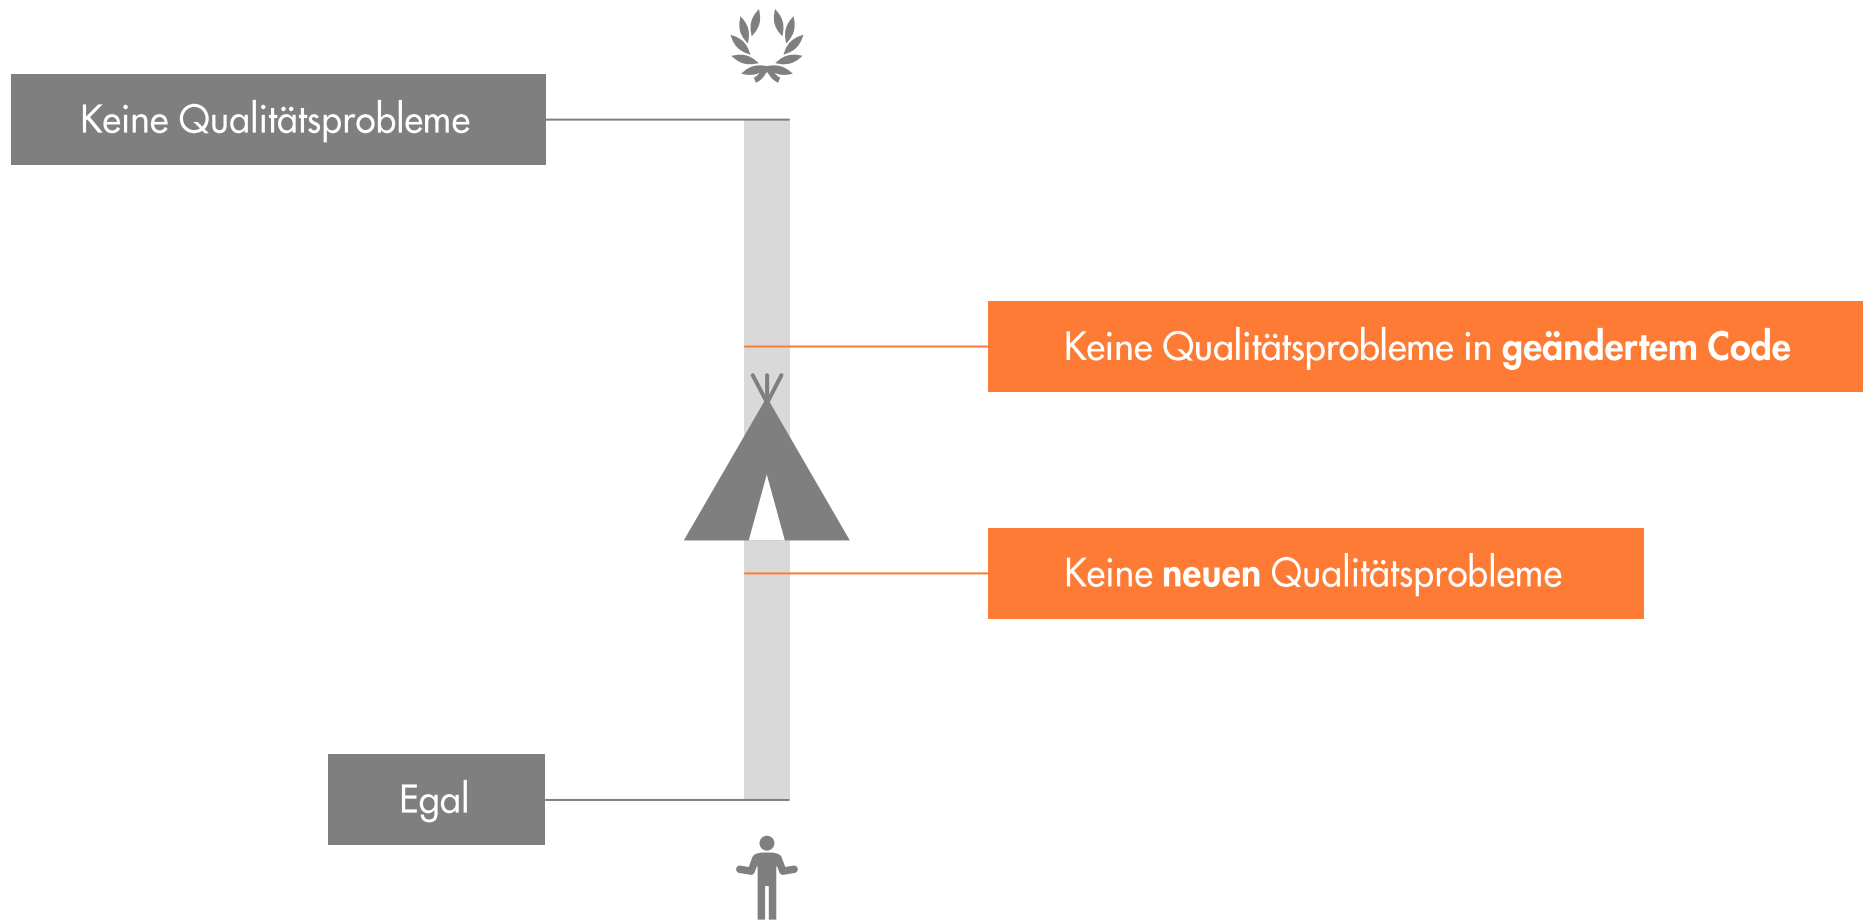 Keine Qualitätsprobleme
Keine Qualitätsprobleme in geändertem Code
Keine neuen Qualitätsprobleme
Egal